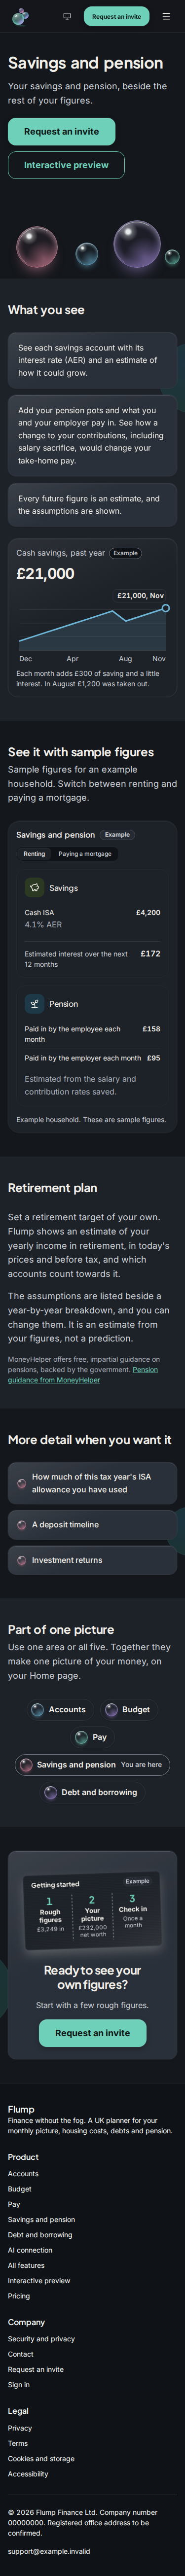 Request an invite
Savings and pension
Your savings and pension, beside the
rest of your figures.
Request an invite
Interactive preview
What you see
See each savings account with its
interest rate (AER) and an estimate of
how it could grow.
Add your pension pots and what you
and your employer pay in. See how a
change to your contributions, including
salary sacrifice, would change your
take-home pay.
Every future figure is an estimate, and
the assumptions are shown.
Cash savings, past year Example
£21,000
£21,000, Nov
Dec Apr Aug Nov
Each month adds £300 of saving and a little
interest. In August £1,200 was taken out.
See it with sample figures
Sample figures for an example
household. Switch between renting and
paying a mortgage.
Savings and pension Example
Renting Paying a mortgage
Savings
Cash ISA £4,200
4.1% AER
Estimated interest over the next £172
12 months
Pension
Paid in by the employee each £158
month
Paid in by the employer each month £95
Estimated from the salary and
contribution rates saved.
Example household. These are sample figures.
Retirement plan
Set a retirement target of your own.
Flump shows an estimate of your
yearly income in retirement, in today's
prices and before tax, and which
accounts count towards it.
The assumptions are listed beside a
year-by-year breakdown, and you can
change them. It is an estimate from
your figures, not a prediction.
MoneyHelper offers free, impartial guidance on
pensions, backed by the government. Pension
guidance from MoneyHelper
More detail when you want it
How much of this tax year's ISA
allowance you have used
A deposit timeline
Investment returns
Part of one picture
Use one area or all five. Together they
make one picture of your money, on
your Home page.
Accounts Budget
Pay
Savings and pension You are here
Debt and borrowing
Getting started Example
1 2 3
Rough figures Your picture Check in
£3,249 in £232,000 net worth Once a month
Ready to see your
own figures?
Start with a few rough figures.
Request an invite
Flump
Finance without the fog. A UK planner for your
monthly picture, housing costs, debts and pension.
Product
Accounts
Budget
Pay
Savings and pension
Debt and borrowing
AI connection
All features
Interactive preview
Pricing
Company
Security and privacy
Contact
Request an invite
Sign in
Legal
Privacy
Terms
Cookies and storage
Accessibility
© 2026 Flump Finance Ltd. Company number
00000000. Registered office address to be
confirmed.
support@example.invalid